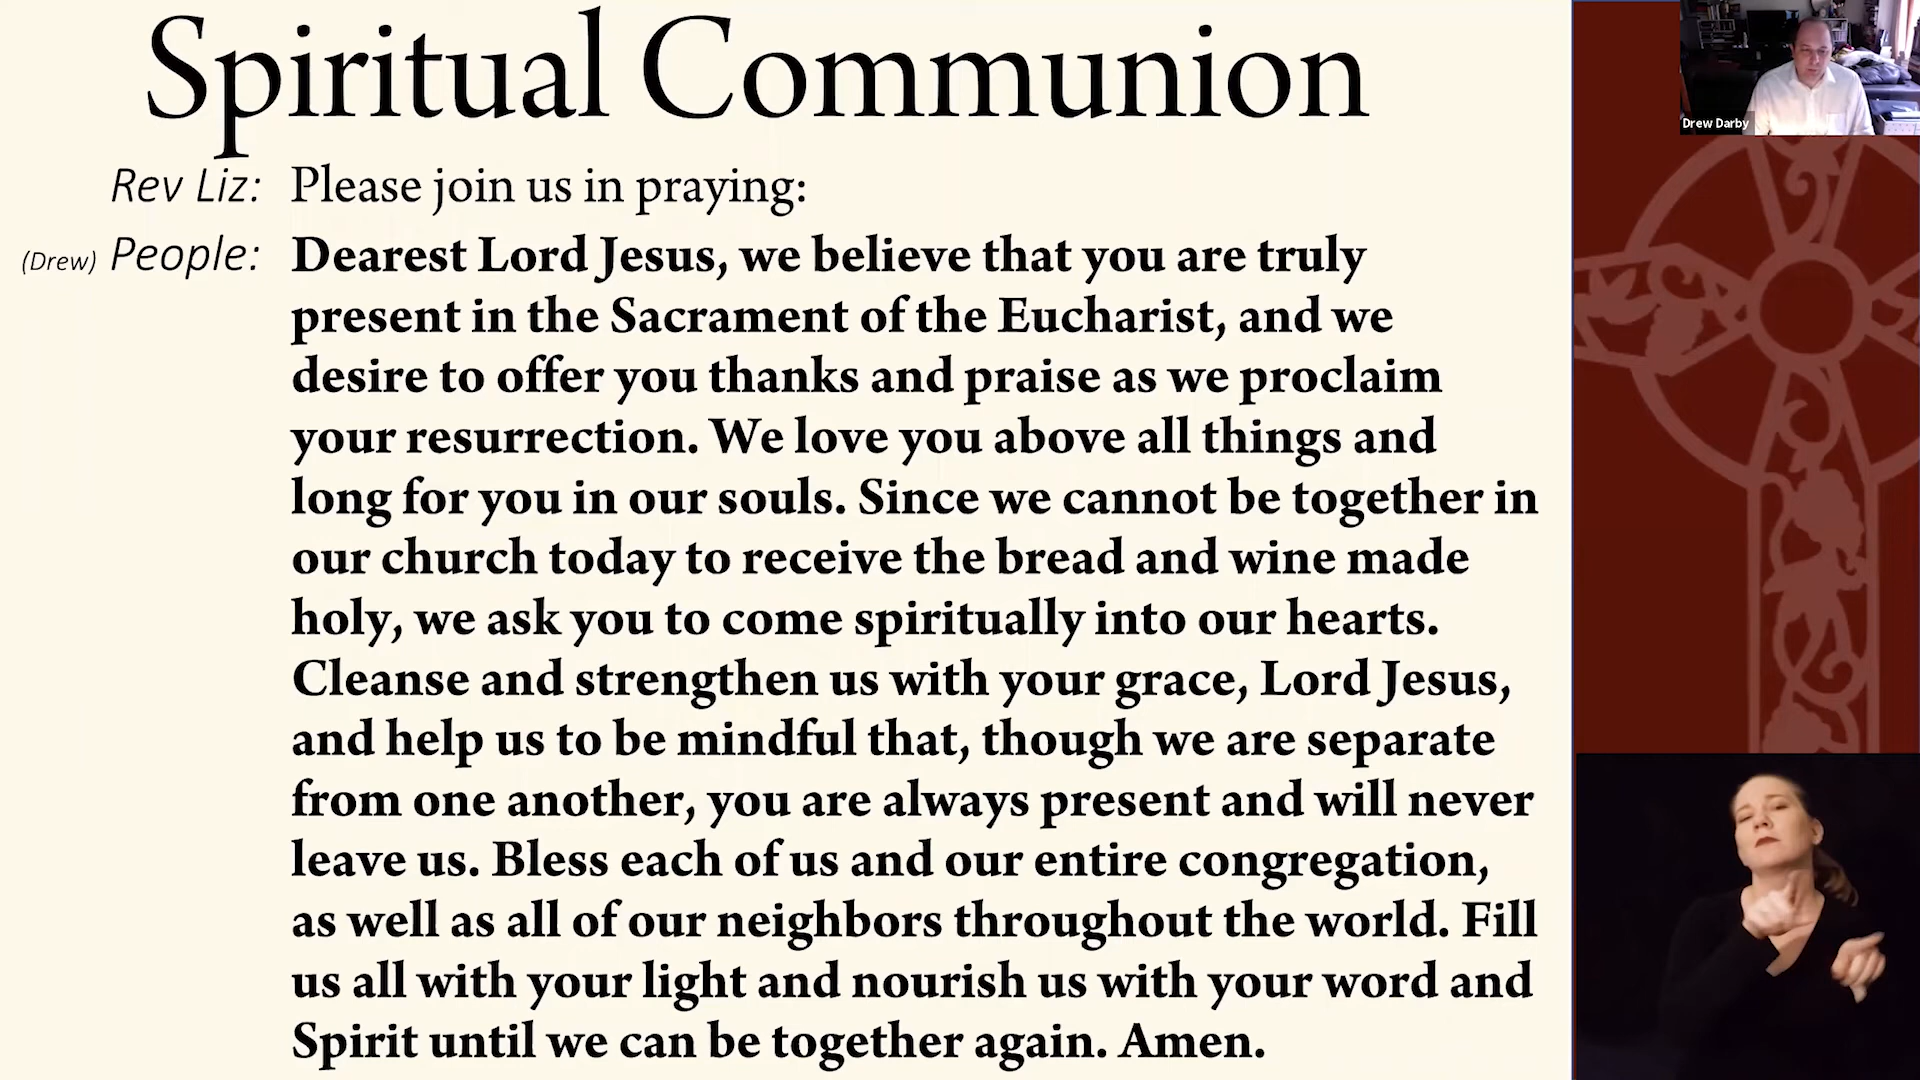 Spiritual Communion
Drew Darby
Rev Liz: Please join us in praying:
(Drew) People: Dearest Lord Jesus, we believe that you are truly
present in the Sacrament of the Eucharist, and we
desire to offer you thanks and praise as we proclaim
your resurrection. We love you above all things and
long for you in our souls. Since we cannot be together in
our church today to receive the bread and wine made
holy, we ask you to come spiritually into our hearts.
Cleanse and strengthen us with your grace, Lord Jesus,
and help us to be mindful that, though we are separate
from one another, you are always present and will never
leave us. Bless each of us and our entire congregation,
as well as all of our neighbors throughout the world. Fill
us all with your light and nourish us with your word and
Spirit until we can be together again. Amen.